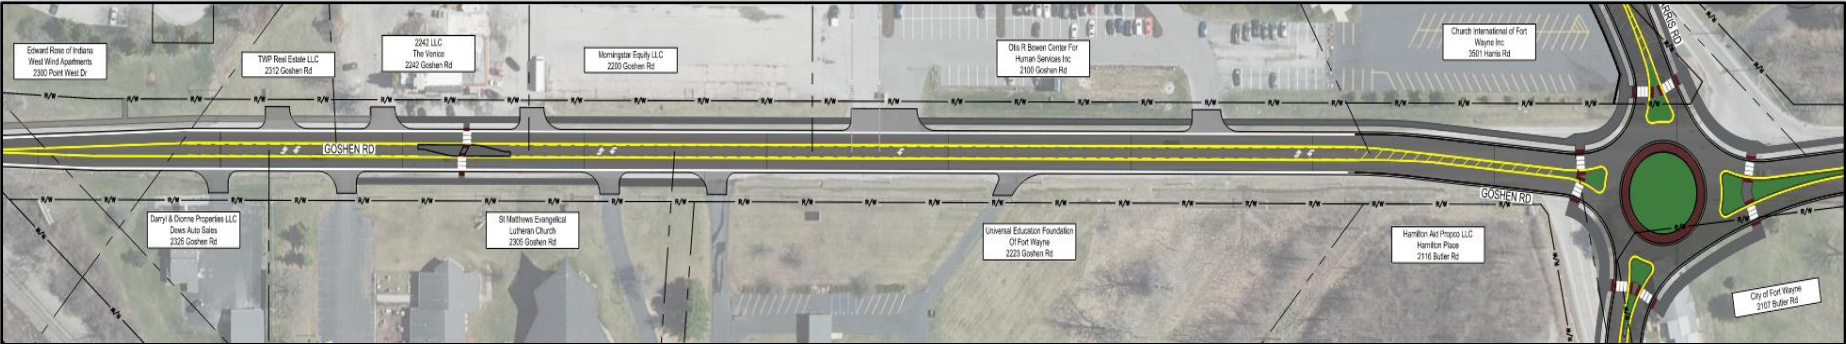 Edward Rose of Indiana
West Wind Apartments
2300 Point West Dr
TWP Real Estate LLC
2312 Goshen Rd
2242 LLC
The Venice
2242 Goshen Rd
Morningstar Equity LLC
2200 Goshen Rd
Otis R Bowen Center For
Human Services Inc
2100 Goshen Rd
Church International of Fort
Wayne Inc
3501 Harris Rd
HARRIS RD
R/W
GOSHEN RD
GOSHEN RD
R/W
Darryl & Dionne Properties LLC
Dows Auto Sales
2325 Goshen Rd
St Matthews Evangelical
Lutheran Church
2305 Goshen Rd
Universal Education Foundation
Of Fort Wayne
2223 Goshen Rd
Hamilton Aid Propco LLC
Hamilton Place
2116 Butler Rd
City of Fort Wayne
2107 Butler Rd